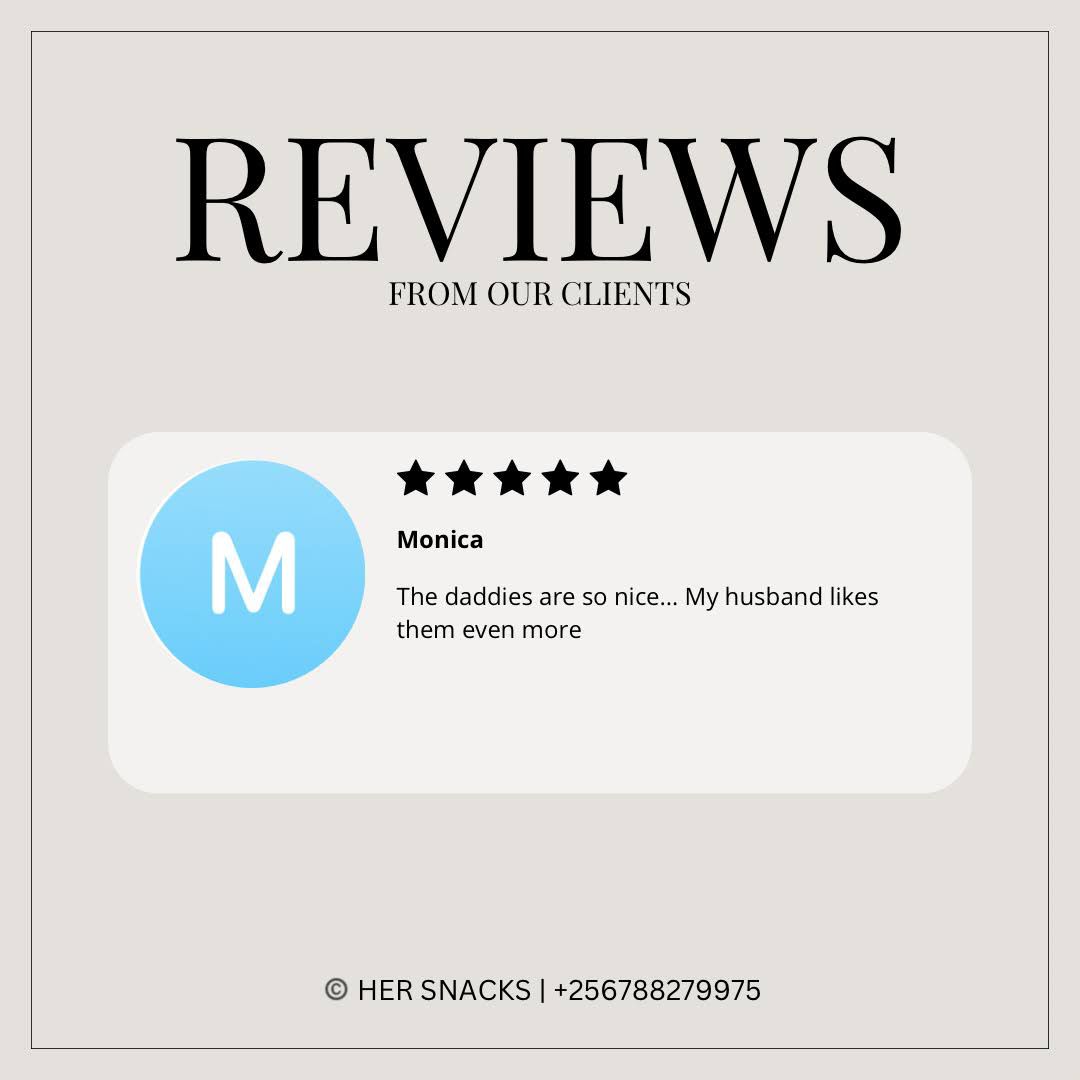 REVIEWS
FROM OUR CLIENTS
M
Monica
The daddies are so nice... My husband likes
them even more
© HER SNACKS | +256788279975